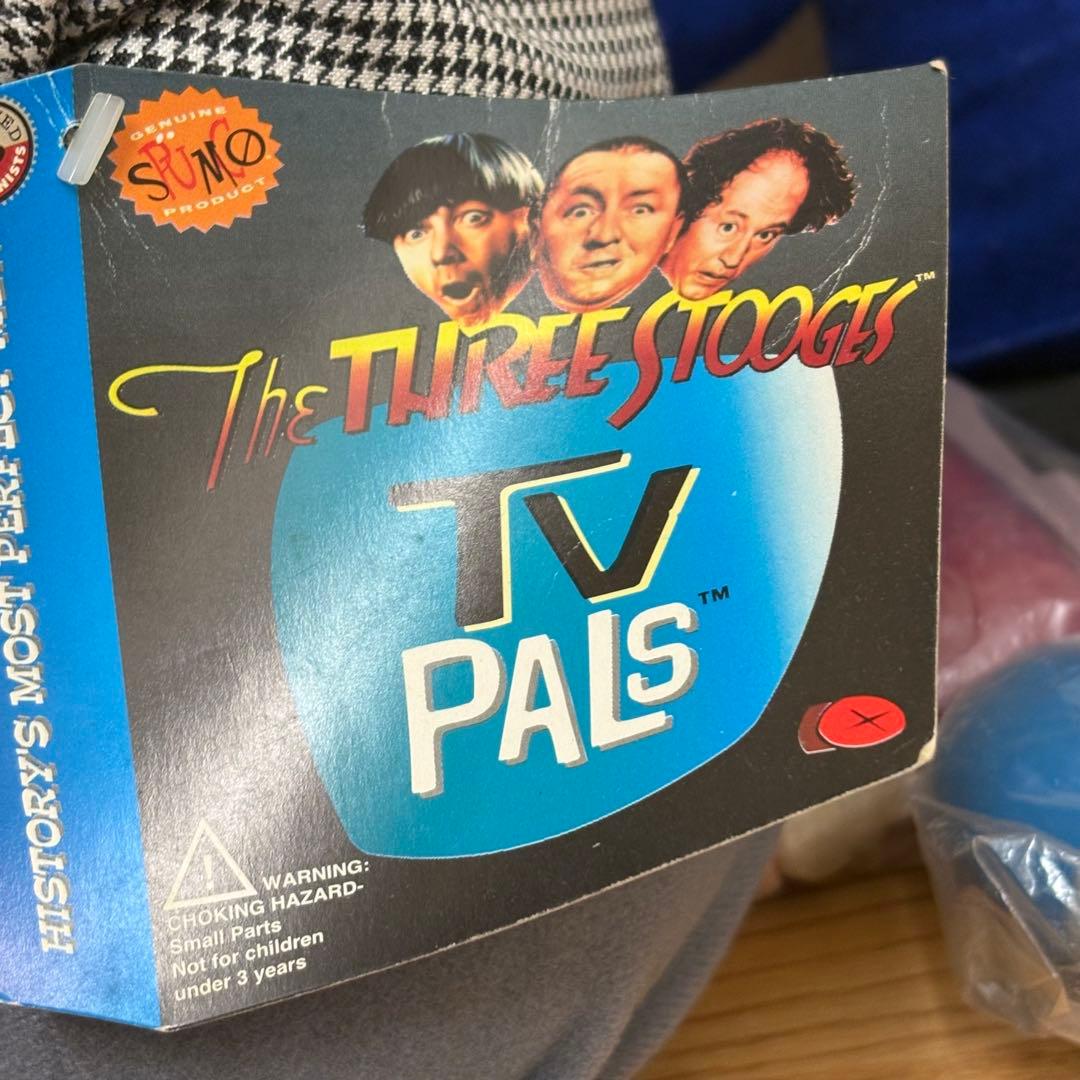 GENUINE
SPÜMCØ
PRODUCT
The THREE STOOGES™
TV
PALS™
WARNING:
CHOKING HAZARD-
Small Parts
Not for children
under 3 years
HISTORY'S MOST